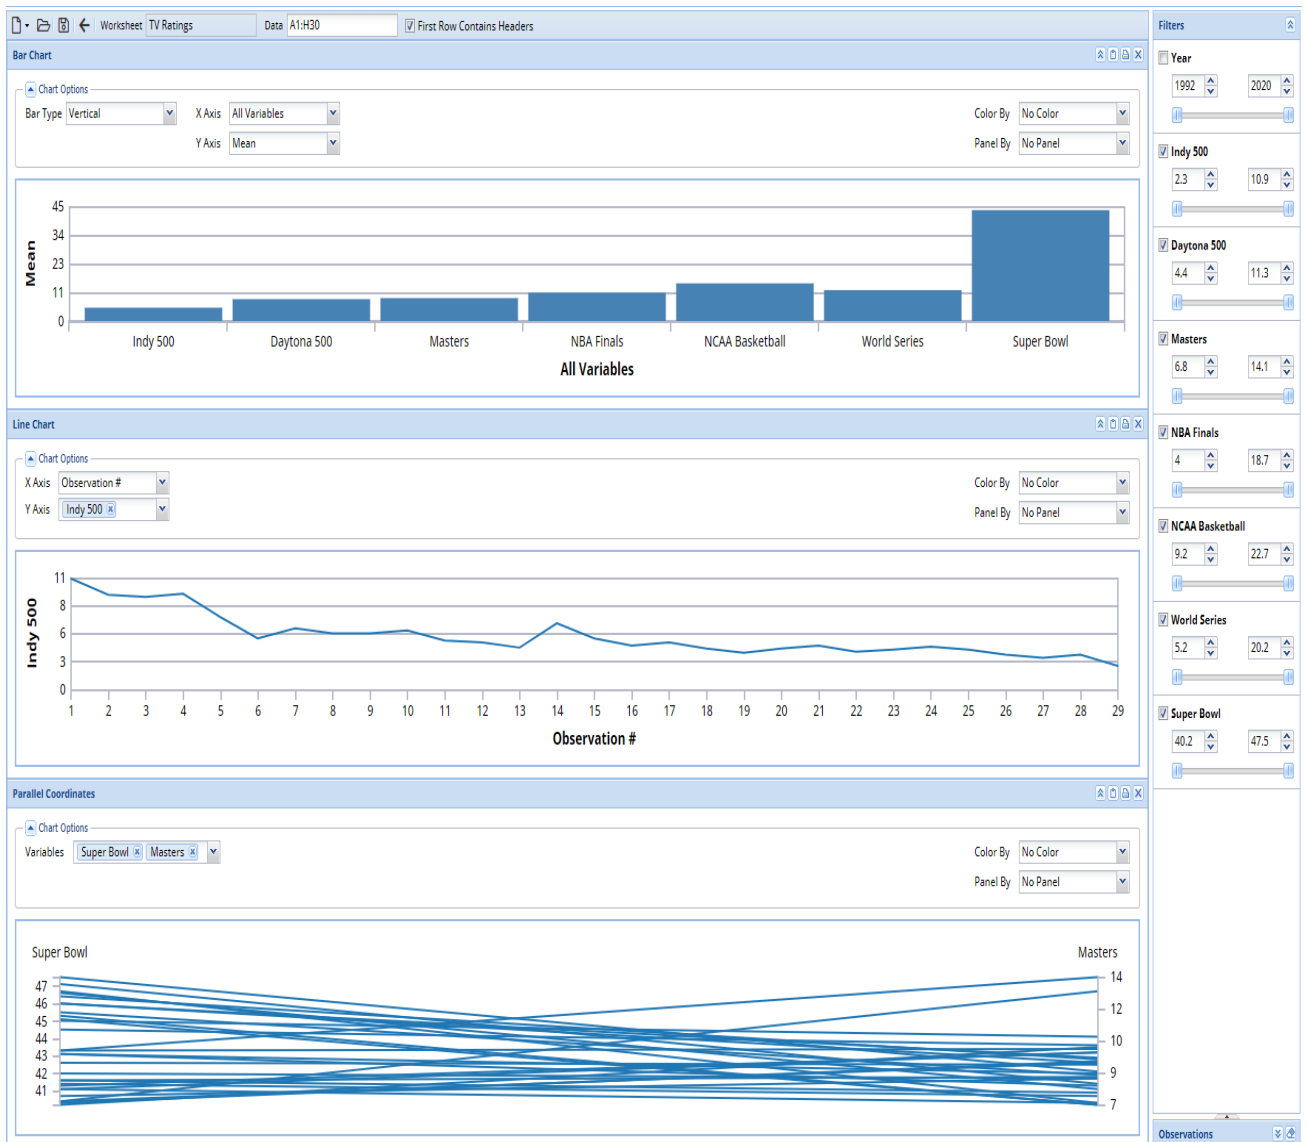 Worksheet TV Ratings Data A1:H30 First Row Contains Headers
Bar Chart
Chart Options
Bar Type Vertical X Axis All Variables Color By No Color
Y Axis Mean Panel By No Panel
45
34
23
11
0
Mean
Indy 500 Daytona 500 Masters NBA Finals NCAA Basketball World Series Super Bowl
All Variables
Line Chart
Chart Options
X Axis Observation # Color By No Color
Y Axis Indy 500 Panel By No Panel
11
8
6
3
0
Indy 500
1 2 3 4 5 6 7 8 9 10 11 12 13 14 15 16 17 18 19 20 21 22 23 24 25 26 27 28 29
Observation #
Parallel Coordinates
Chart Options
Variables Super Bowl Masters Color By No Color
Panel By No Panel
Super Bowl Masters
47
46
45
44
43
42
41
14
12
10
9
7
Filters
Year
1992 2020
Indy 500
2.3 10.9
Daytona 500
4.4 11.3
Masters
6.8 14.1
NBA Finals
4 18.7
NCAA Basketball
9.2 22.7
World Series
5.2 20.2
Super Bowl
40.2 47.5
Observations